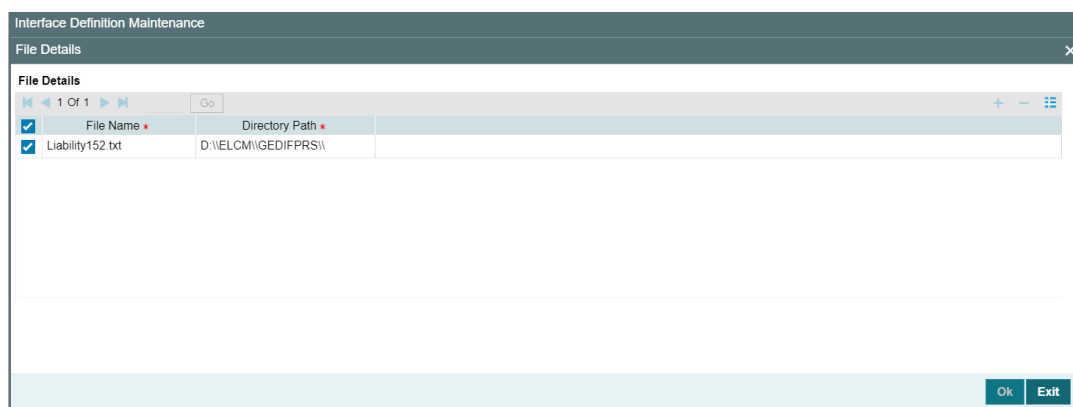 Interface Definition Maintenance
File Details
File Details
1 Of 1 Go
File Name * Directory Path *
Liability152.txt D:\\ELCM\\GEDIFPRS\\
Ok Exit